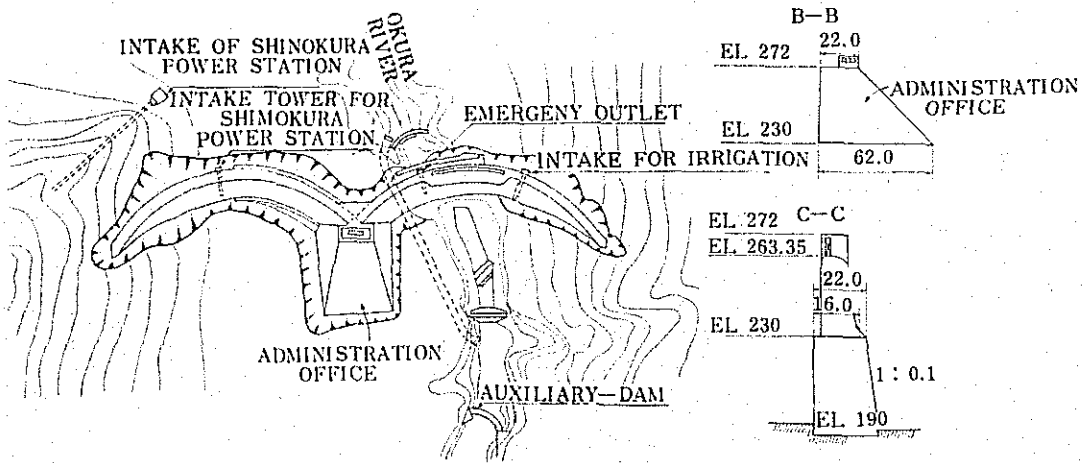 INTAKE OF SHINOKURA
POWER STATION
INTAKE TOWER FOR
SHIMOKURA
POWER STATION
OKURA
RIVER
EMERGENY OUTLET
INTAKE FOR IRRIGATION
ADMINISTRATION
OFFICE
AUXILIARY—DAM
B—B
22.0
EL 272
ADMINISTRATION
OFFICE
EL 230
62.0
C—C
EL 272
EL 263.35
22.0
16.0
EL 230
1 : 0.1
EL 190